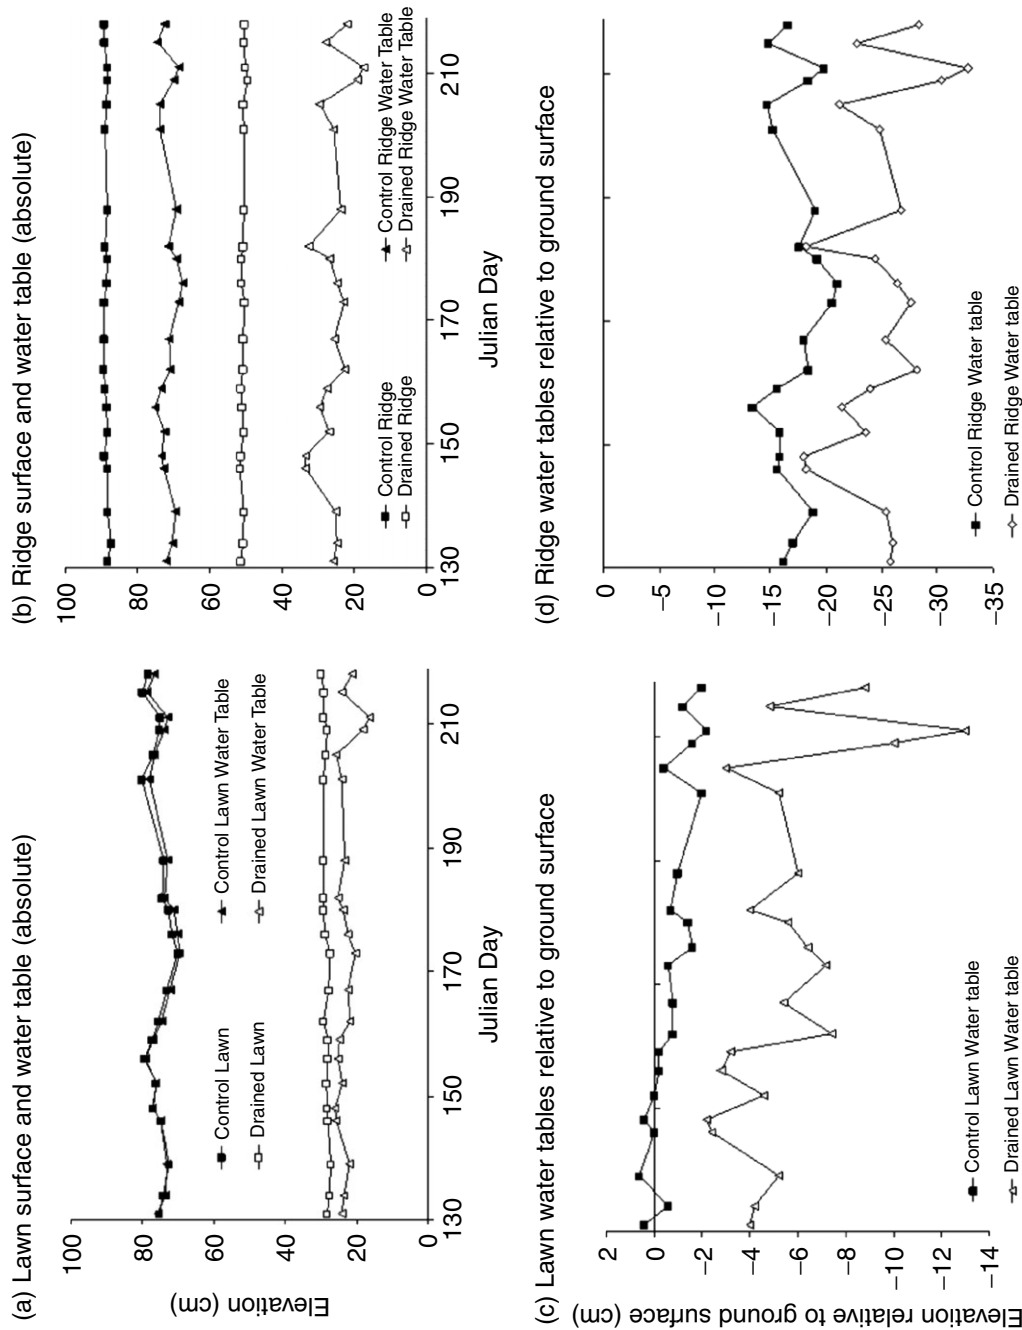 (a) Lawn surface and water table (absolute)
Elevation (cm)
100
80
60
40
20
0
130
150
170
190
210
Julian Day
Control Lawn
Drained Lawn
Control Lawn Water Table
Drained Lawn Water Table
(b) Ridge surface and water table (absolute)
100
80
60
40
20
0
130
150
170
190
210
Julian Day
Control Ridge
Drained Ridge
Control Ridge Water Table
Drained Ridge Water Table
(c) Lawn water tables relative to ground surface
Elevation relative to ground surface (cm)
2
0
−2
−4
−6
−8
−10
−12
−14
Control Lawn Water table
Drained Lawn Water table
(d) Ridge water tables relative to ground surface
0
−5
−10
−15
−20
−25
−30
−35
Control Ridge Water table
Drained Ridge Water table